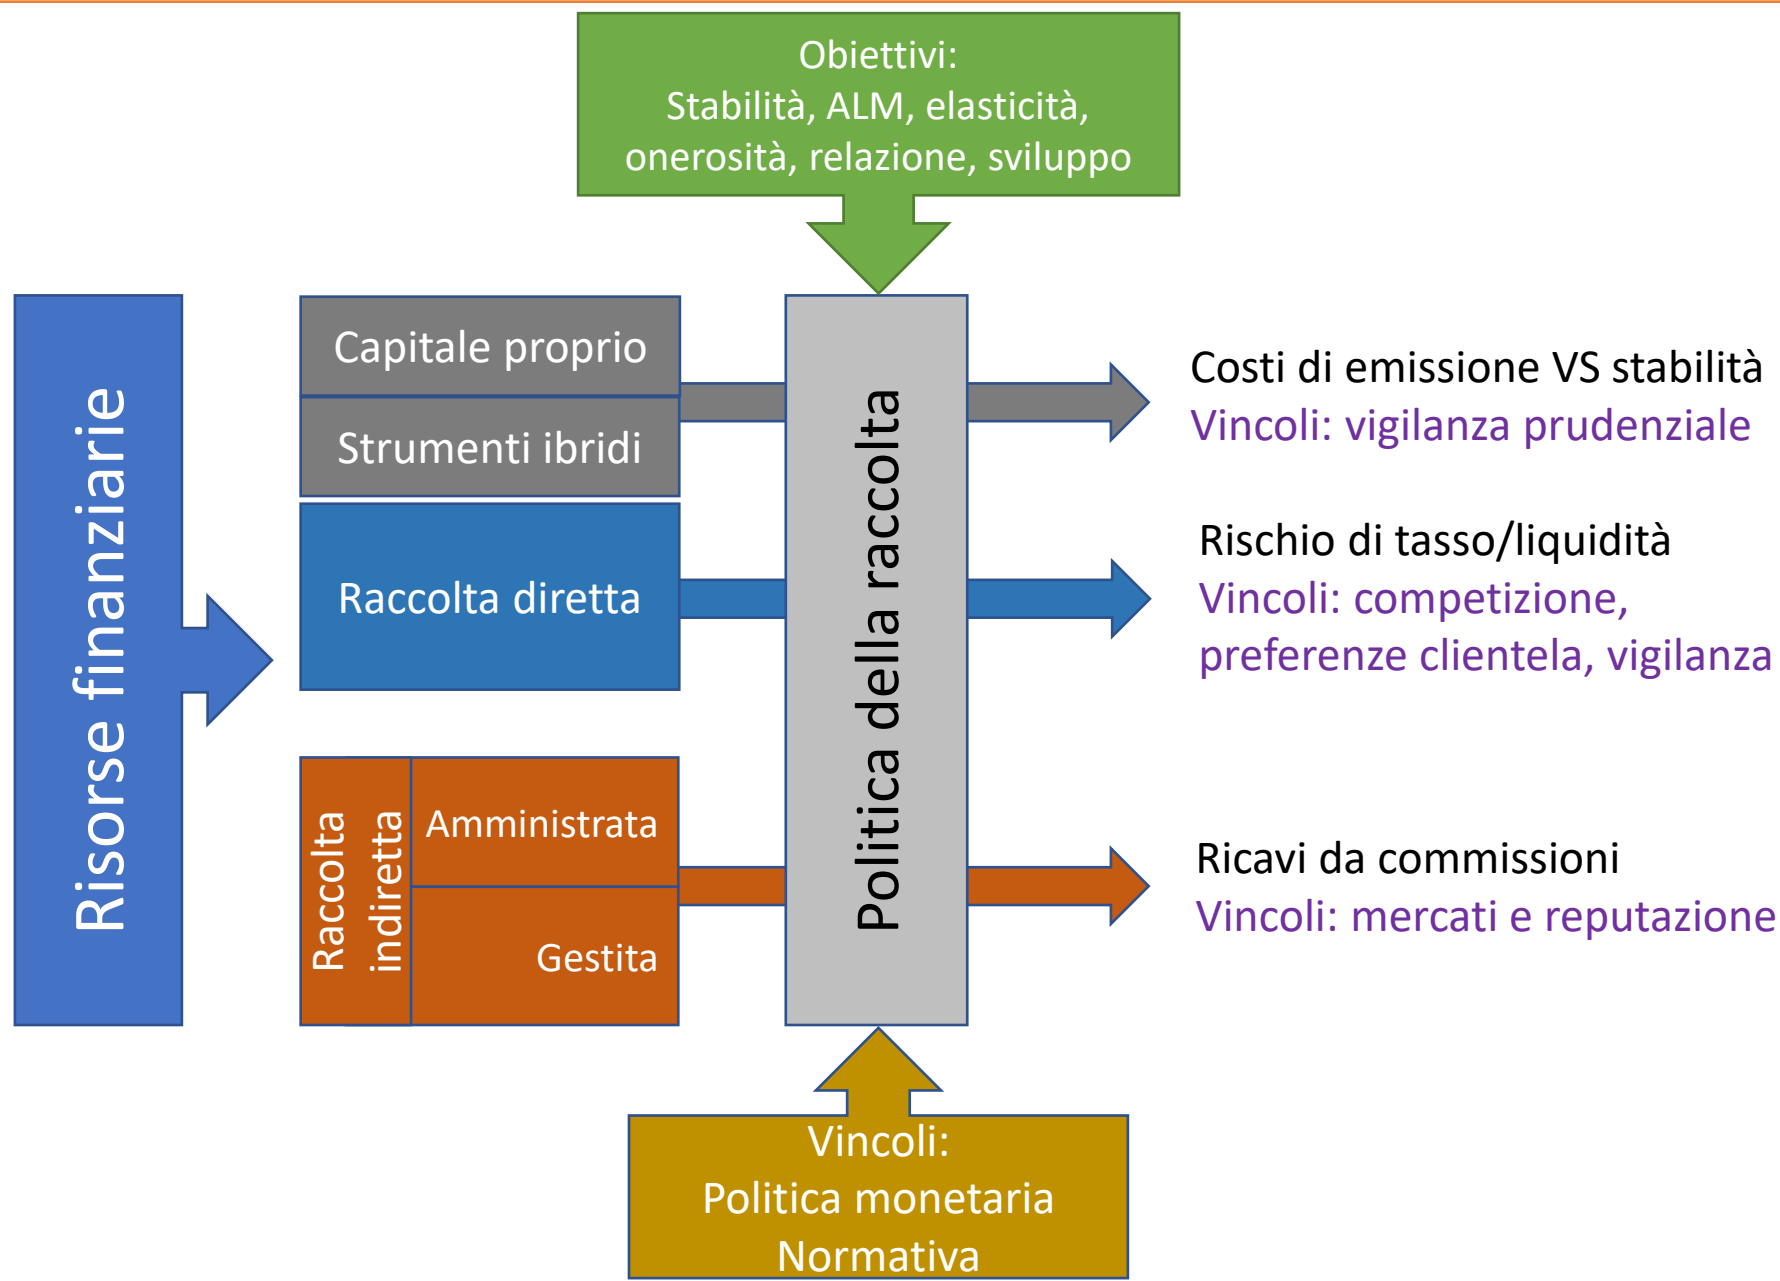 Obiettivi:
Stabilità, ALM, elasticità,
onerosità, relazione, sviluppo
Risorse finanziarie
Capitale proprio
Strumenti ibridi
Raccolta diretta
Raccolta
indiretta
Amministrata
Gestita
Politica della raccolta
Costi di emissione VS stabilità
Vincoli: vigilanza prudenziale
Rischio di tasso/liquidità
Vincoli: competizione,
preferenze clientela, vigilanza
Ricavi da commissioni
Vincoli: mercati e reputazione
Vincoli:
Politica monetaria
Normativa